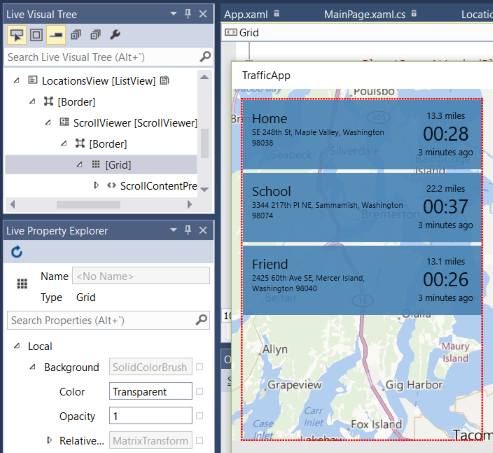 Live Visual Tree
Search Live Visual Tree (Alt+`)
LocationsView [ListView]
[Border]
ScrollViewer [ScrollViewer]
[Border]
[Grid]
ScrollContentPre
Live Property Explorer
Name <No Name>
Type Grid
Search Properties (Alt+`)
Local
Background SolidColorBrush
Color Transparent
Opacity 1
Relative... MatrixTransform
App.xaml
MainPage.xaml.cs
Locatio
Grid
TrafficApp
Poulsbo
Home
SE 248th St, Maple Valley, Washington
98038
13.3 miles
00:28
3 minutes ago
Seabeck
Silverdale
School
3344 217th Pl NE, Sammamish, Washington
98074
22.2 miles
00:37
3 minutes ago
Bremerton
Friend
2425 60th Ave SE, Mercer Island,
Washington 98040
13.1 miles
00:26
3 minutes ago
Belfair
Olalla
Allyn
Maury
Island
Grapeview
Gig Harbor
Carr
Inlet
Fox Island
Case
Inlet
Lakebay
Tacom